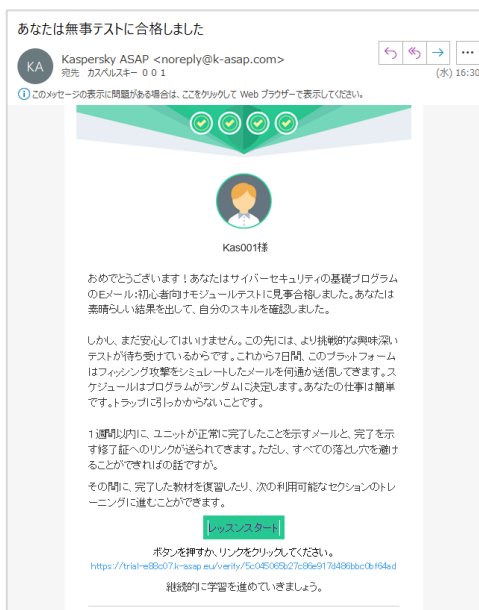 あなたは無事テストに合格しました
KA
Kaspersky ASAP <noreply@k-asap.com>
宛先 カスペルスキー 001
(水) 16:30
このメッセージの表示に問題がある場合は、ここをクリックして Web ブラウザーで表示してください。
Kas001様
おめでとうございます！あなたはサイバーセキュリティの基礎プログラム
のEメール:初心者向けモジュールテストに見事合格しました。あなたは
素晴らしい結果を出して、自分のスキルを確認しました。
しかし、まだ安心してはいけません。この先には、より挑戦的な興味深い
テストが待ち受けているからです。これから7日間、このプラットフォーム
はフィッシング攻撃をシミュレートしたメールを何通か送信してきます。ス
ケジュールはプログラムがランダムに決定します。あなたの仕事は簡単
です。トラップに引っかからないことです。
1週間以内に、ユニットが正常に完了したことを示すメールと、完了を示
す修了証へのリンクが送られてきます。ただし、すべての落とし穴を避け
ることができればの話ですが。
その間に、完了した教材を復習したり、次の利用可能なセクションのトレ
ーニングに進むことができます。
レッスンスタート
ボタンを押すか、リンクをクリックしてください。
https://trial-e88c07.k-asap.eu/verify/5c045065b27c86e917d486bbc0bf64ad
継続的に学習を進めていきましょう。